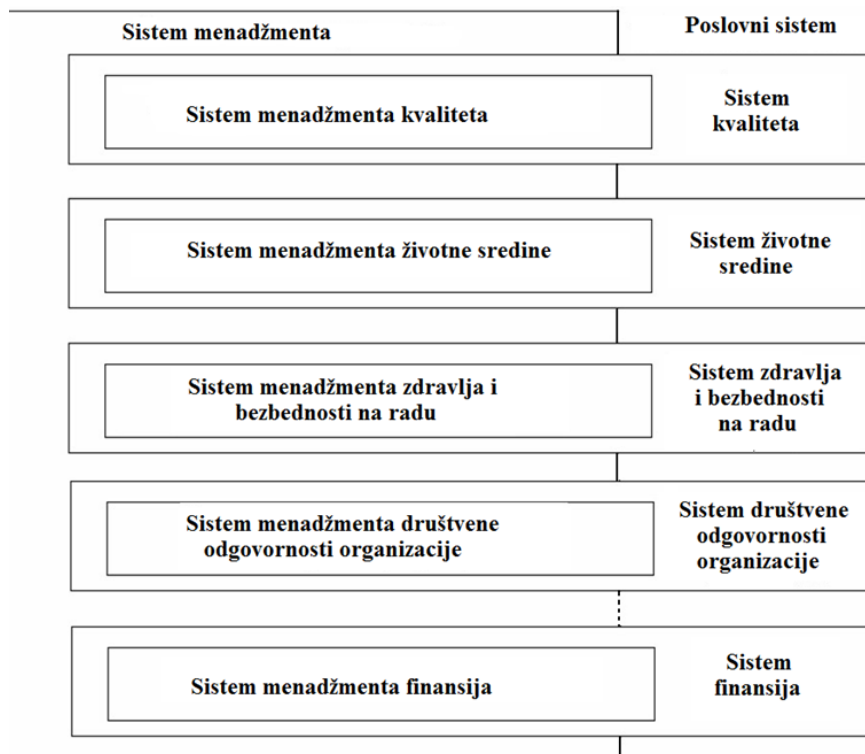 Sistem menadžmenta
Poslovni sistem
Sistem menadžmenta kvaliteta
Sistem
kvaliteta
Sistem menadžmenta životne sredine
Sistem životne
sredine
Sistem menadžmenta zdravlja i
bezbednosti na radu
Sistem zdravlja
i bezbednosti
na radu
Sistem menadžmenta društvene
odgovornosti organizacije
Sistem društvene
odgovornosti
organizacije
Sistem menadžmenta finansija
Sistem
finansija